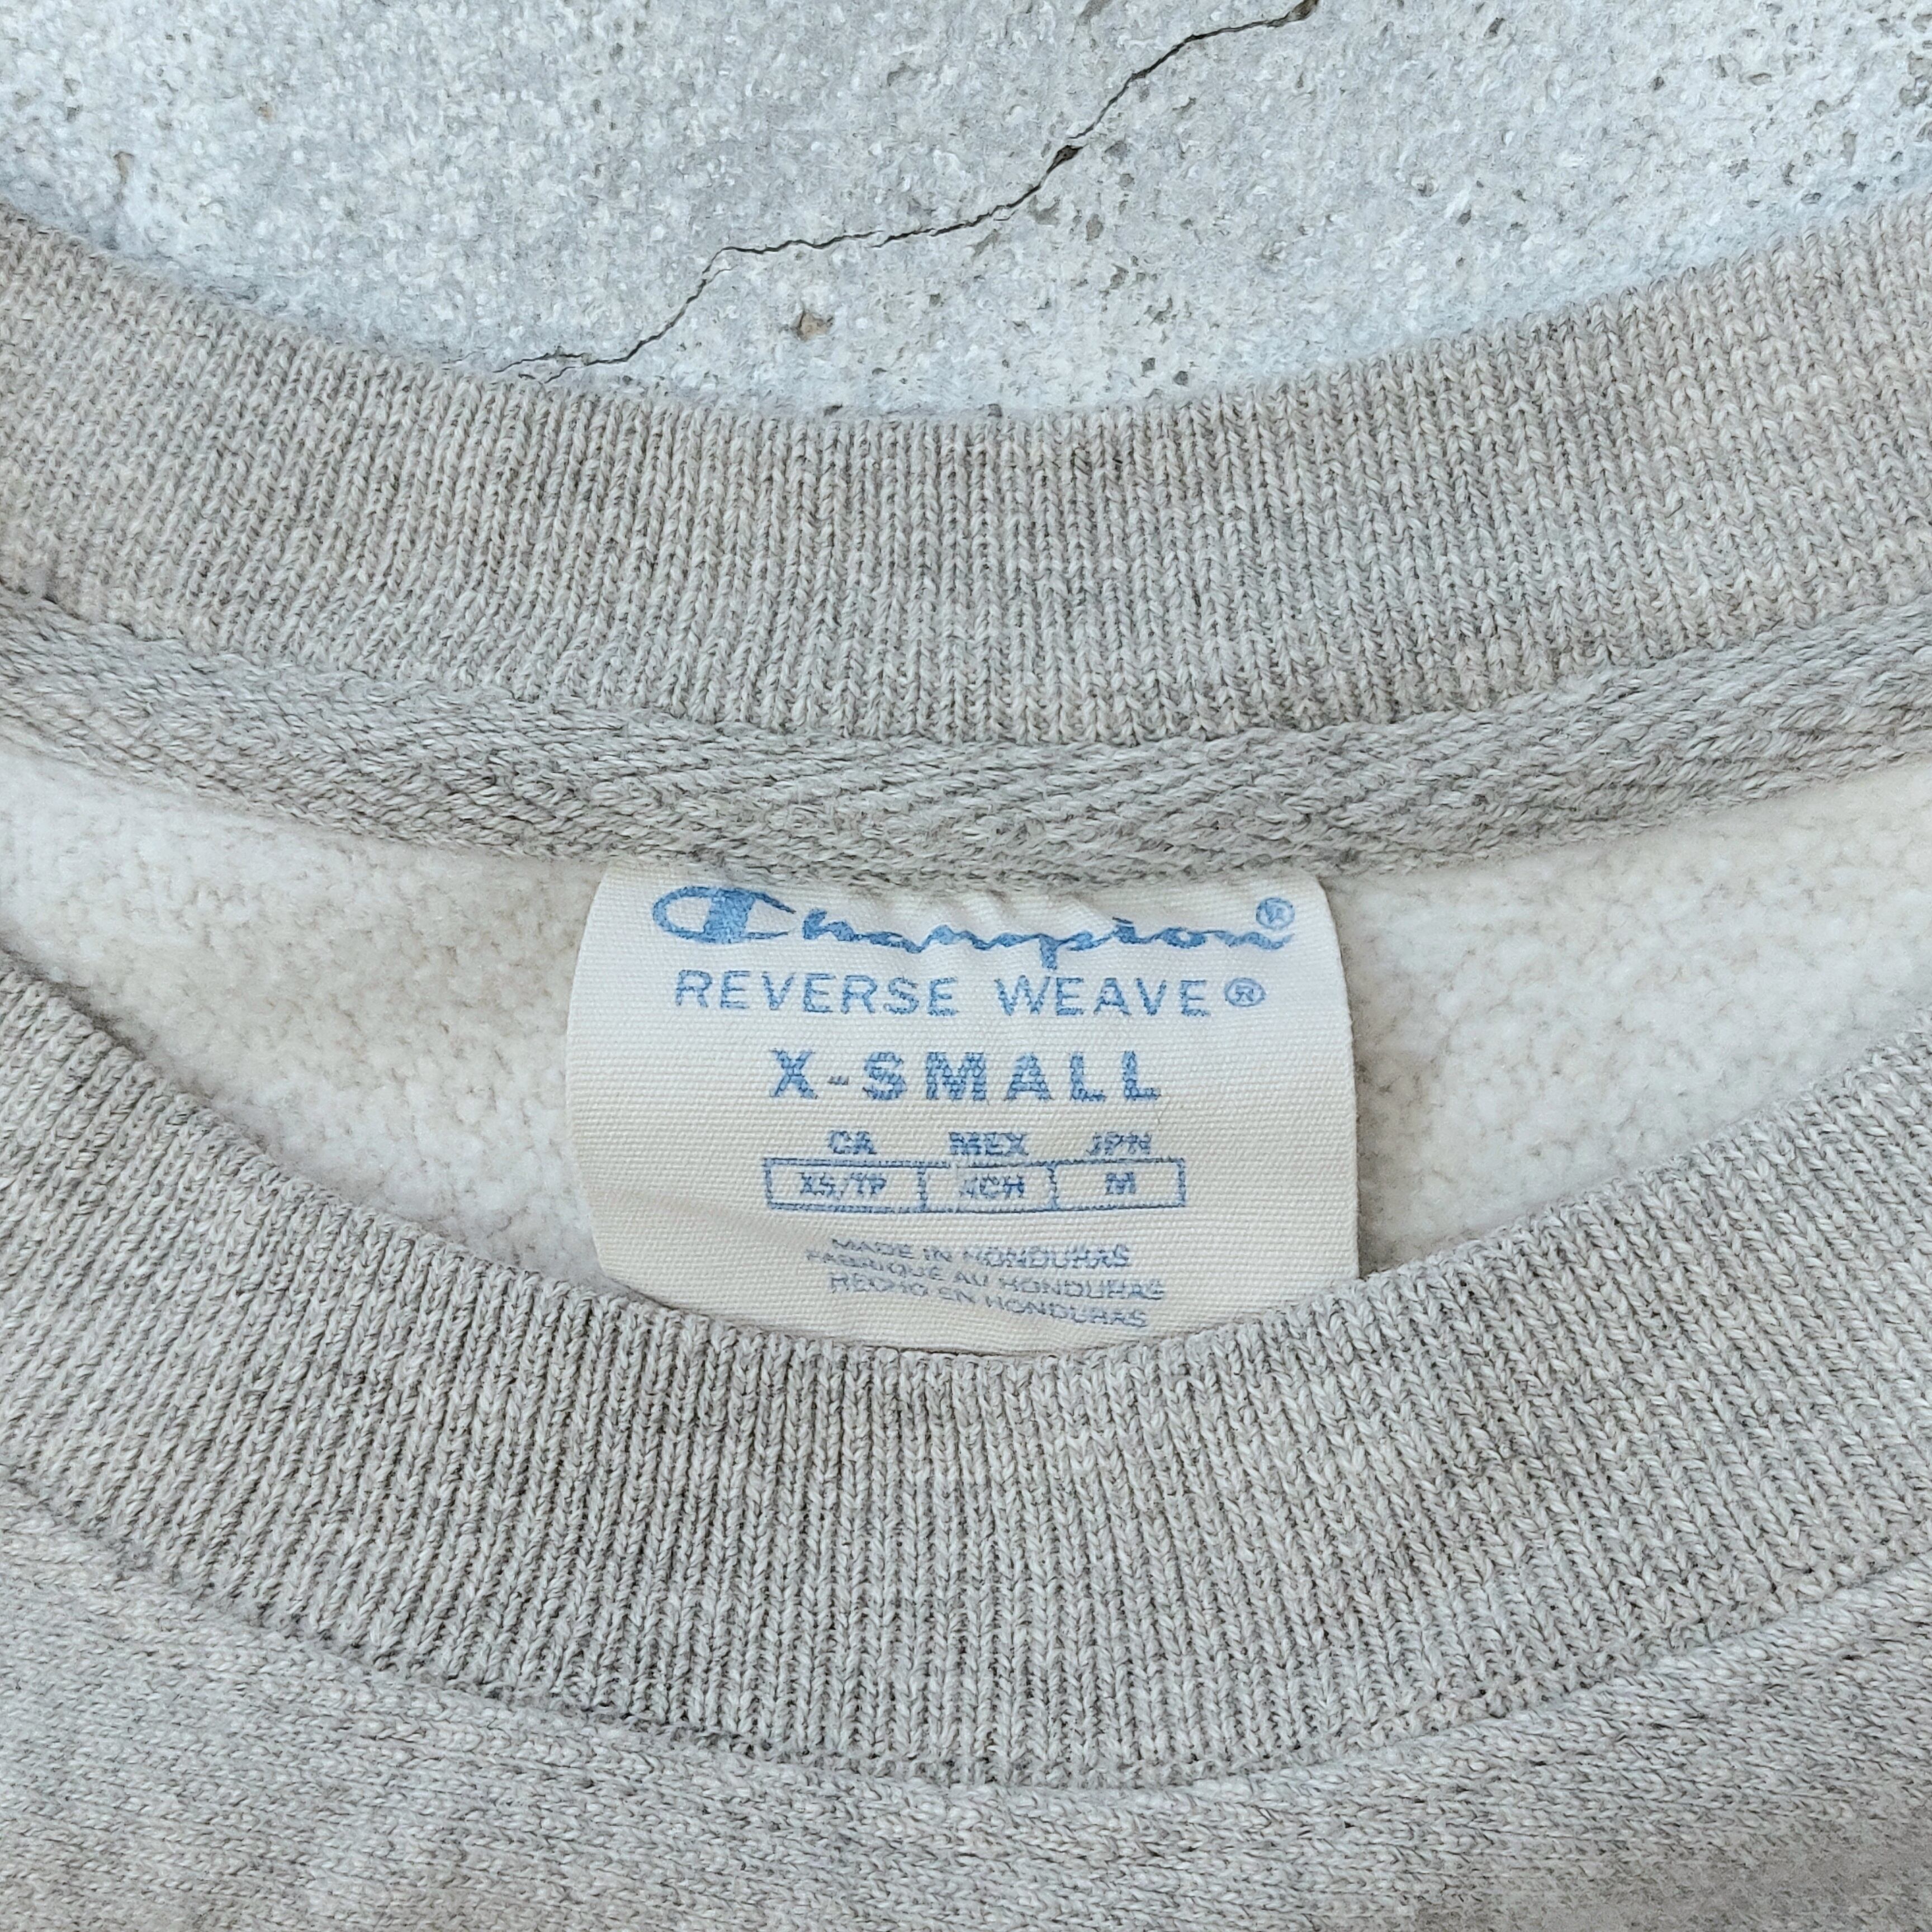 Champion®
REVERSE WEAVE®
X-SMALL
CA MEX JPN
XS/TP XCH M
MADE IN HONDURAS
FABRIQUE AU HONDURAS
HECHO EN HONDURAS